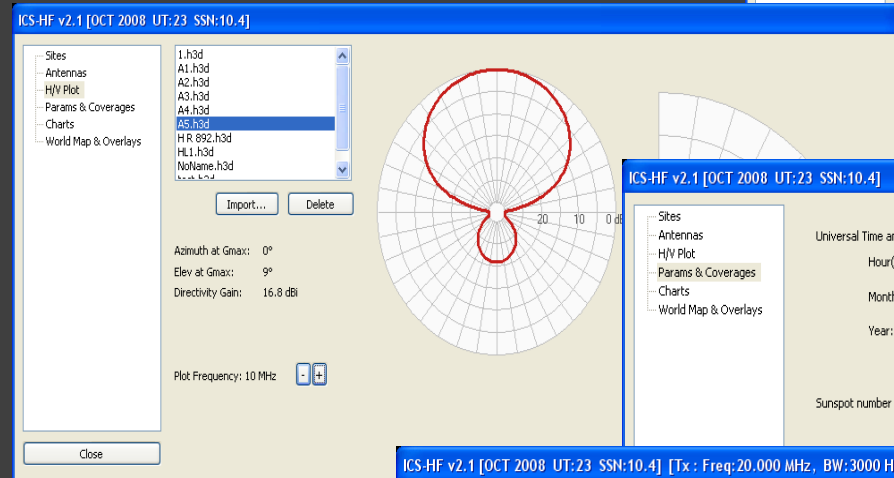 ICS-HF v2.1 [OCT 2008 UT:23 SSN:10.4]
Sites
Antennas
H/V Plot
Params & Coverages
Charts
World Map & Overlays
1.h3d
A1.h3d
A2.h3d
A3.h3d
A4.h3d
A5.h3d
H R 892.h3d
HL1.h3d
NoName.h3d
Import...
Delete
Azimuth at Gmax: 0°
Elev at Gmax: 9°
Directivity Gain: 16.8 dBi
Plot Frequency: 10 MHz
-
+
Close
-20
10
0 dB
ICS-HF v2.1 [OCT 2008 UT:23 SSN:10.4]
Sites
Antennas
H/V Plot
Params & Coverages
Charts
World Map & Overlays
Universal Time
Hour(
Month
Year:
Sunspot number
ICS-HF v2.1 [OCT 2008 UT:23 SSN:10.4] [Tx : Freq:20.000 MHz, BW:3000 H